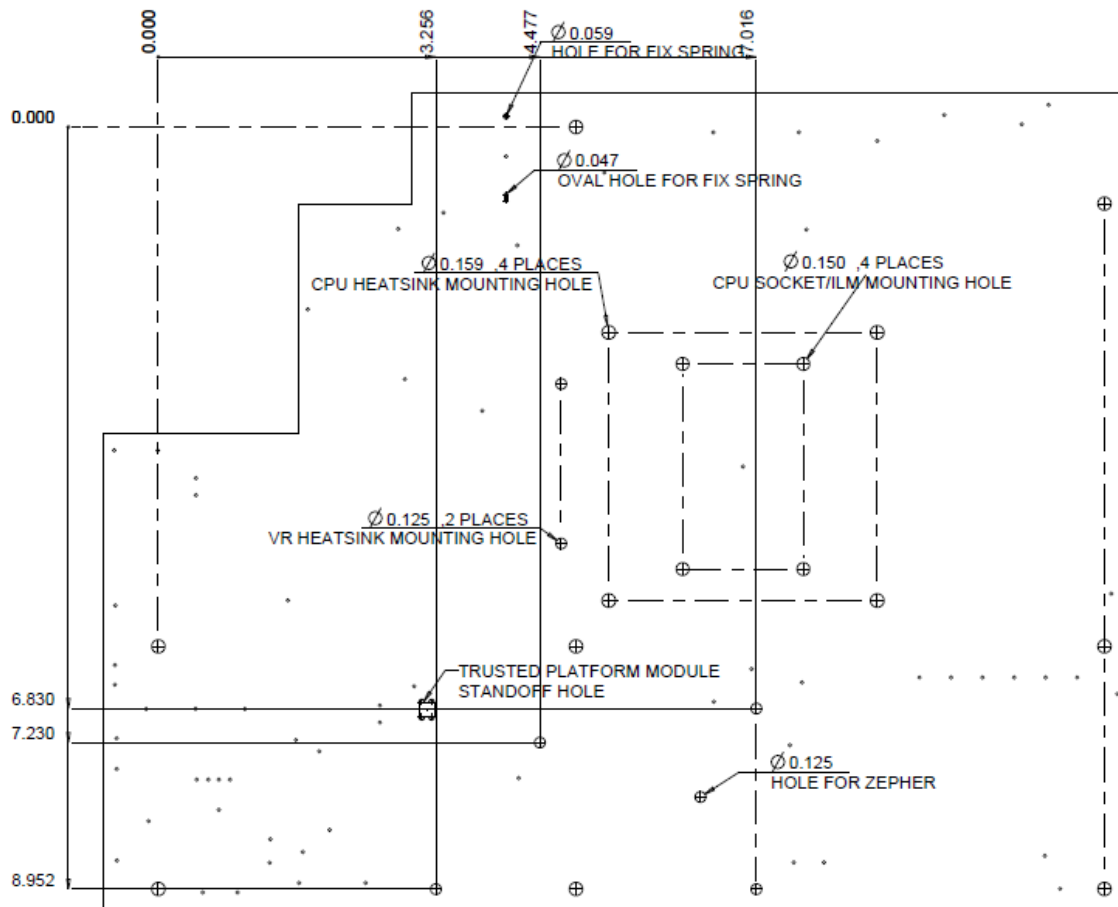 0.000
3.256
4.477
7.016
Ø 0.059
HOLE FOR FIX SPRING
0.000
Ø 0.047
OVAL HOLE FOR FIX SPRING
Ø 0.159 ,4 PLACES
CPU HEATSINK MOUNTING HOLE
Ø 0.150 ,4 PLACES
CPU SOCKET/ILM MOUNTING HOLE
Ø 0.125 ,2 PLACES
VR HEATSINK MOUNTING HOLE
TRUSTED PLATFORM MODULE
STANDOFF HOLE
6.830
7.230
Ø 0.125
HOLE FOR ZEPHER
8.952